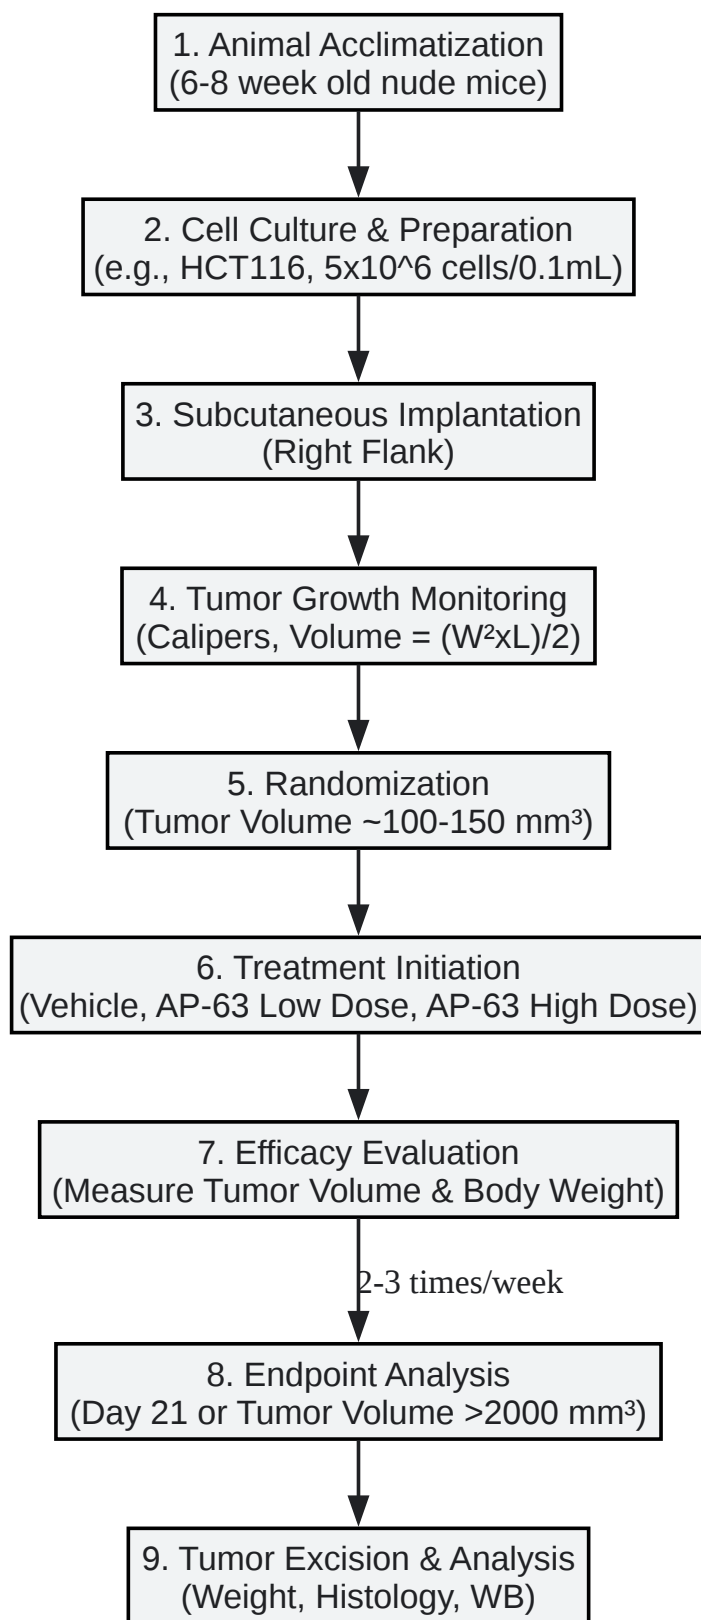 1. Animal Acclimatization
(6-8 week old nude mice)
2. Cell Culture & Preparation
(e.g., HCT116, 5x10^6 cells/0.1mL)
3. Subcutaneous Implantation
(Right Flank)
4. Tumor Growth Monitoring
(Calipers, Volume = (W²xL)/2)
5. Randomization
(Tumor Volume ~100-150 mm³)
6. Treatment Initiation
(Vehicle, AP-63 Low Dose, AP-63 High Dose)
7. Efficacy Evaluation
(Measure Tumor Volume & Body Weight)
2-3 times/week
8. Endpoint Analysis
(Day 21 or Tumor Volume >2000 mm³)
9. Tumor Excision & Analysis
(Weight, Histology, WB)